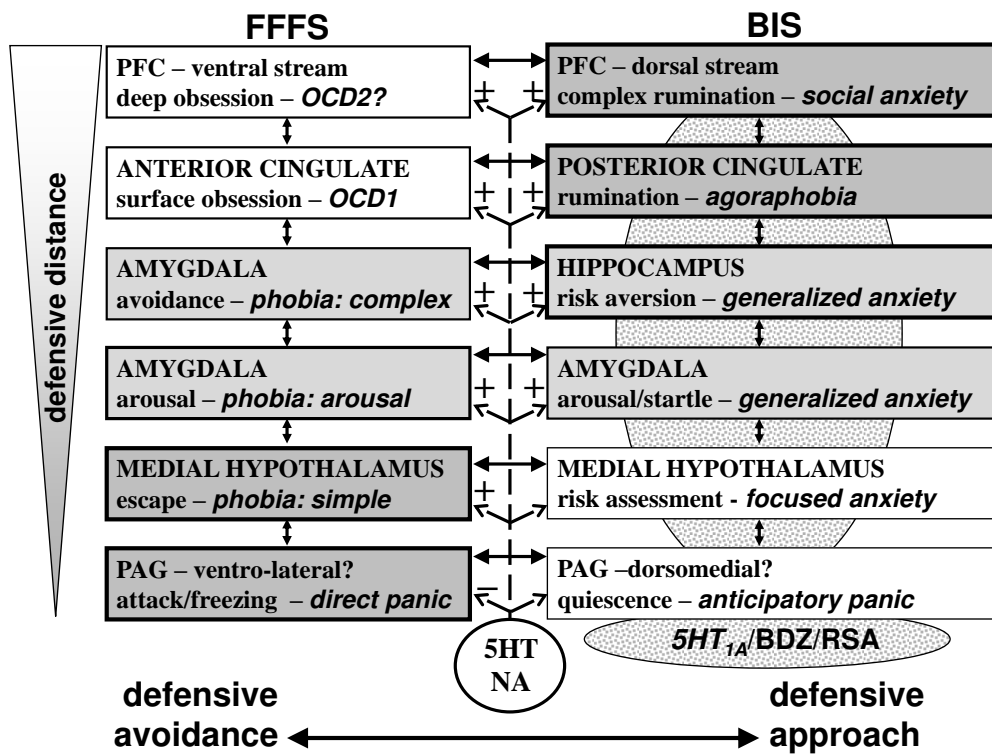 FFFS
BIS
defensive distance
PFC – ventral stream
deep obsession – OCD2?
PFC – dorsal stream
complex rumination – social anxiety
+ +
ANTERIOR CINGULATE
surface obsession – OCD1
POSTERIOR CINGULATE
rumination – agoraphobia
+ +
AMYGDALA
avoidance – phobia: complex
HIPPOCAMPUS
risk aversion – generalized anxiety
+ +
AMYGDALA
arousal – phobia: arousal
AMYGDALA
arousal/startle – generalized anxiety
+ +
MEDIAL HYPOTHALAMUS
escape – phobia: simple
MEDIAL HYPOTHALAMUS
risk assessment - focused anxiety
+
PAG – ventro-lateral?
attack/freezing – direct panic
PAG –dorsomedial?
quiescence – anticipatory panic
–
5HT
NA
5HT1A/BDZ/RSA
defensive
avoidance
defensive
approach